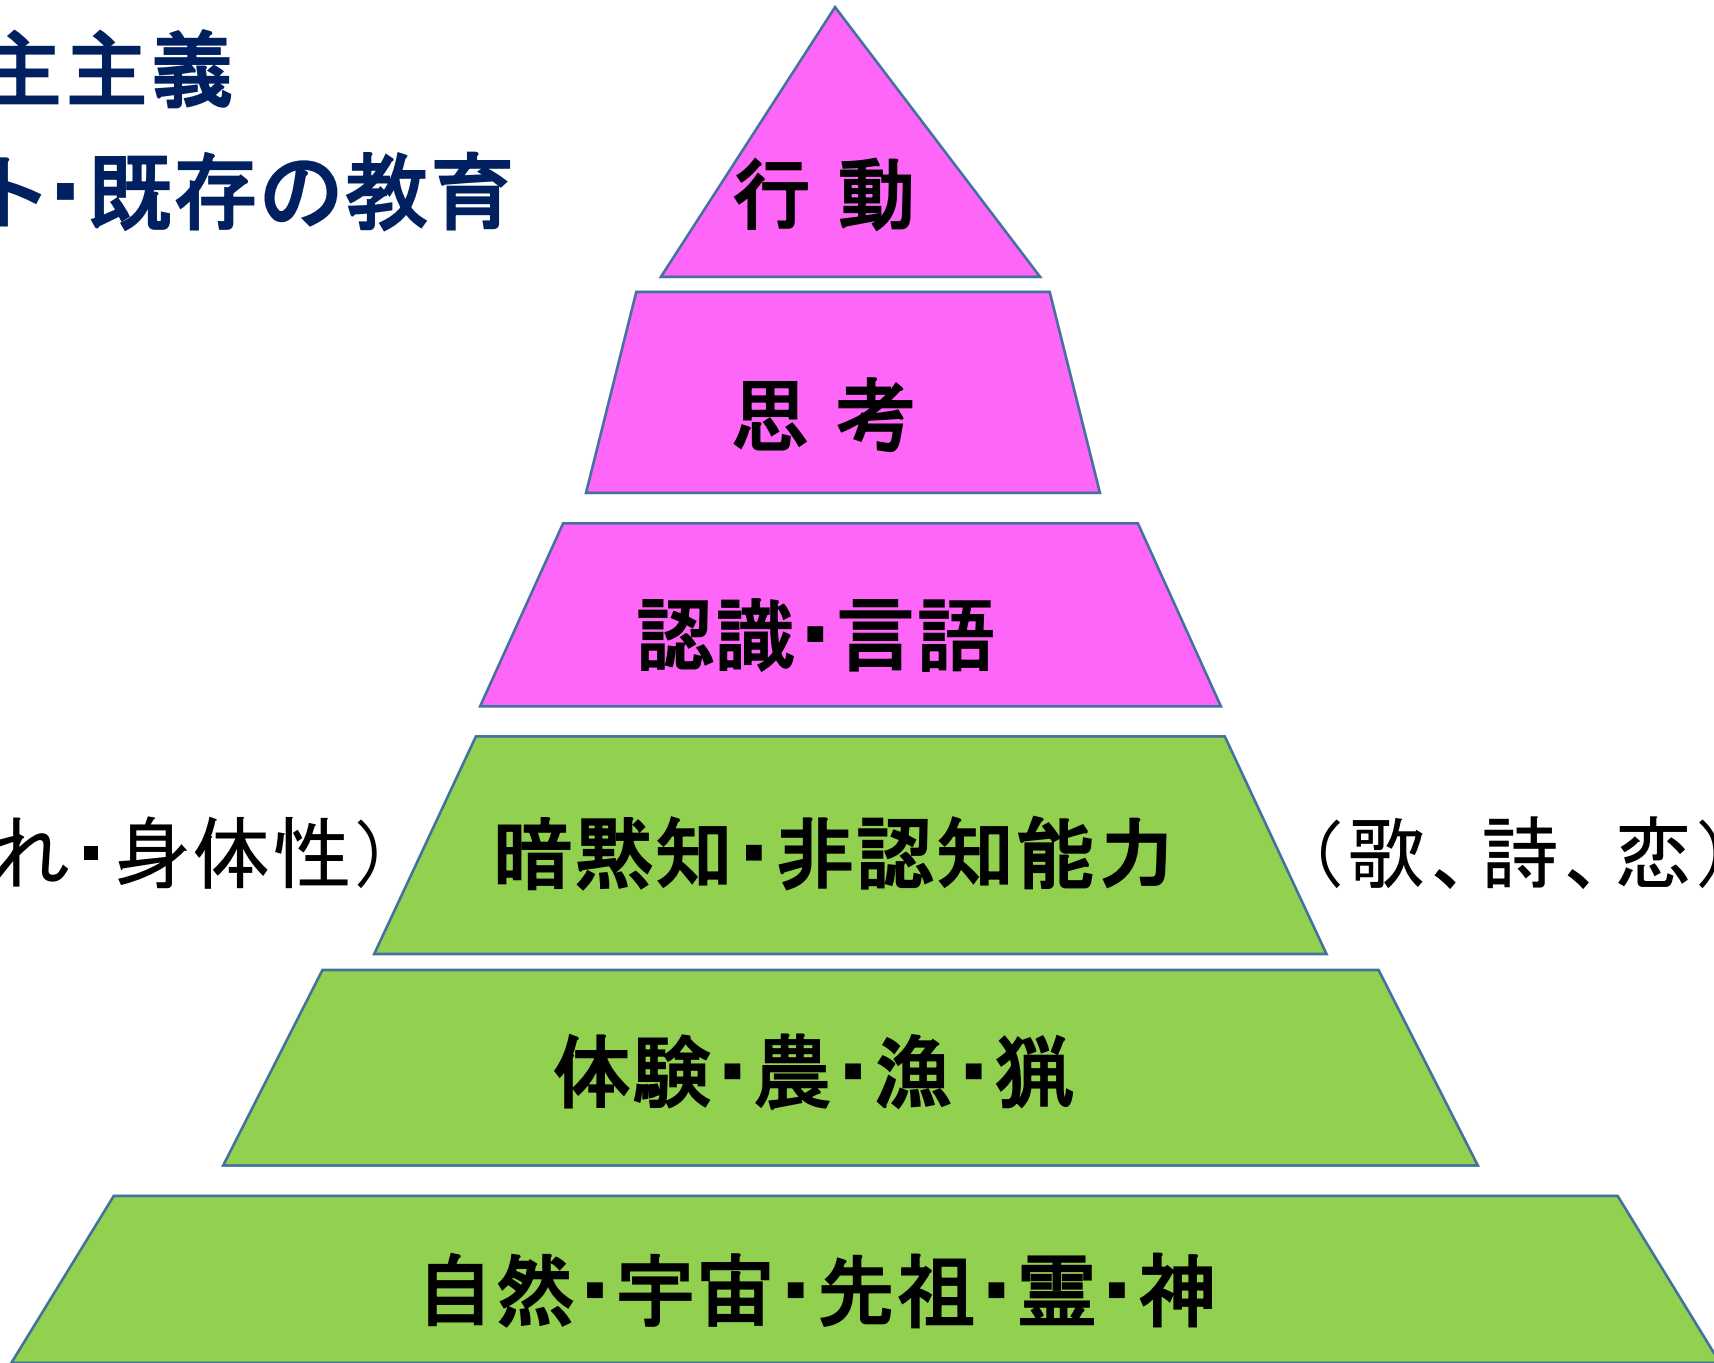 主主義
ト・既存の教育
行 動
思 考
認識・言語
れ・身体性）
暗黙知・非認知能力
（歌、詩、恋）
体験・農・漁・猟
自然・宇宙・先祖・霊・神